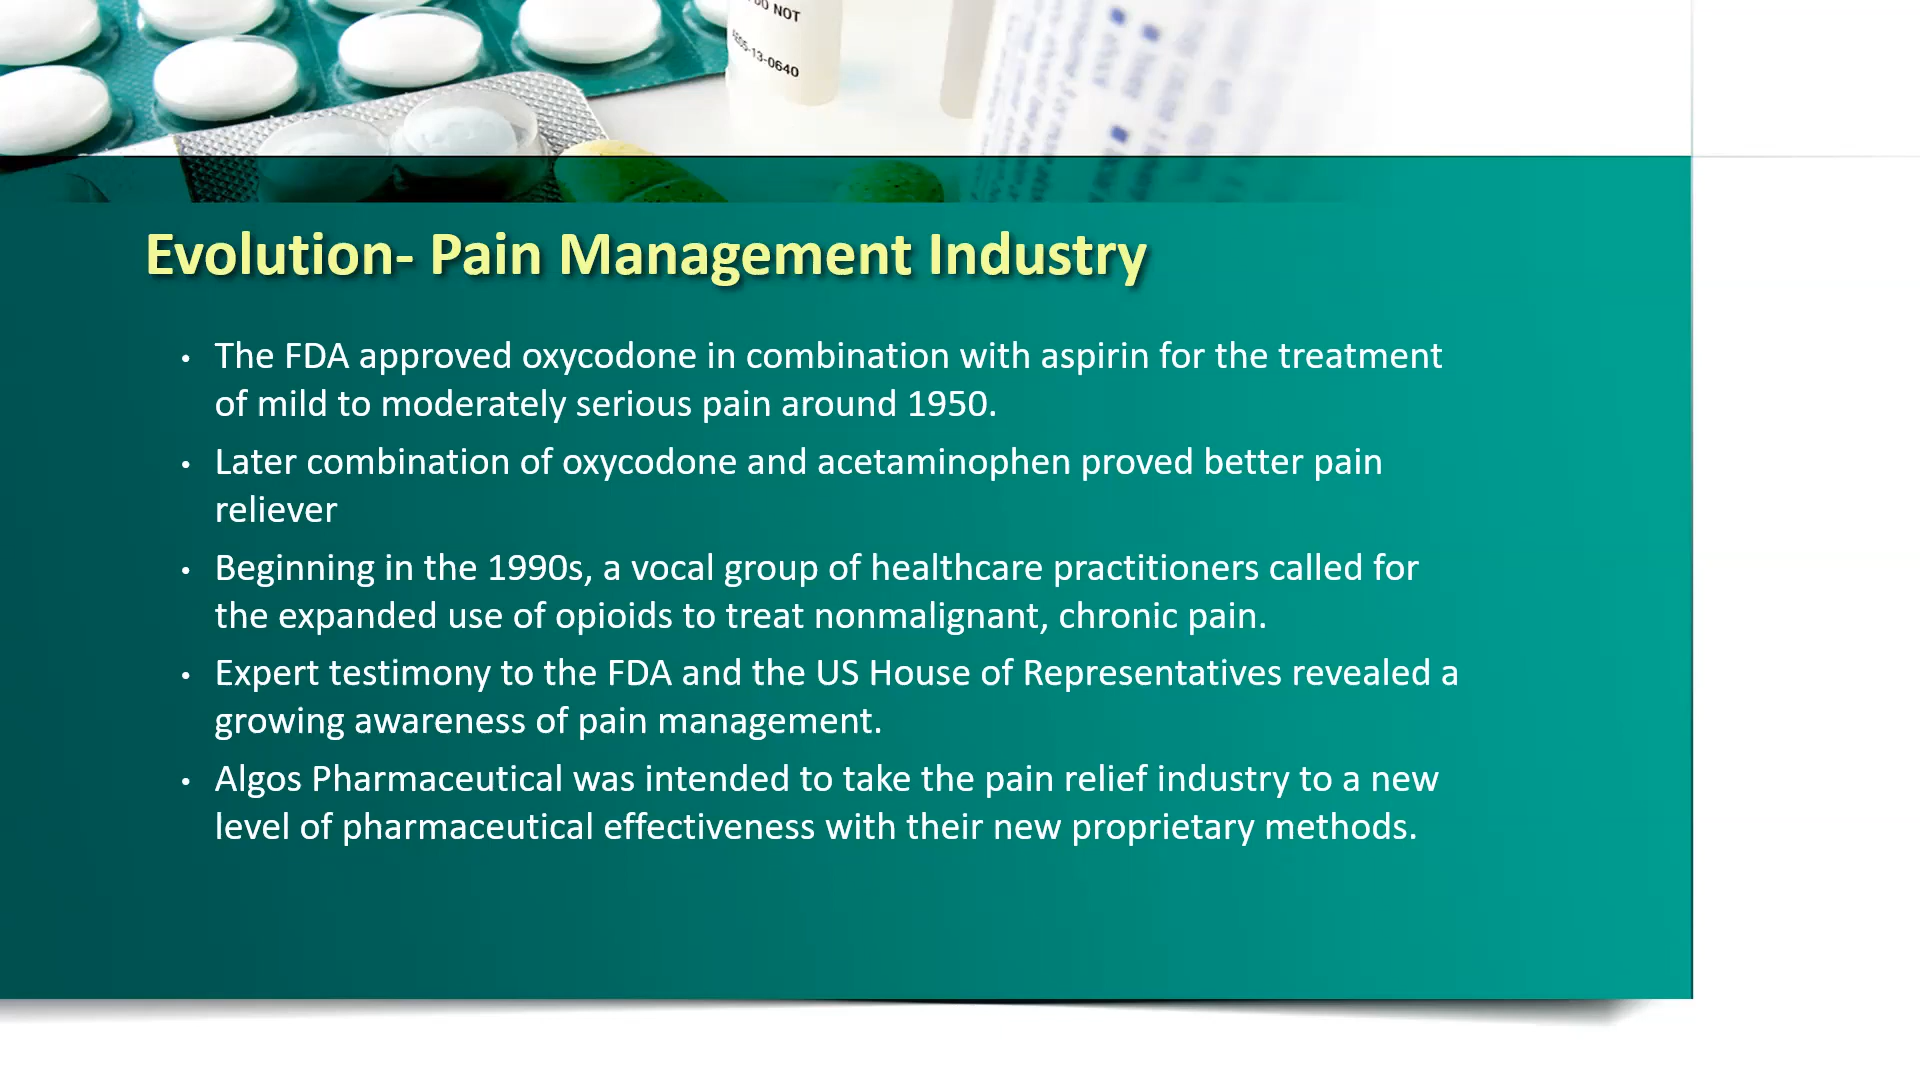 DO NOT
13-0640
Evolution- Pain Management Industry
• The FDA approved oxycodone in combination with aspirin for the treatment
of mild to moderately serious pain around 1950.
• Later combination of oxycodone and acetaminophen proved better pain
reliever
• Beginning in the 1990s, a vocal group of healthcare practitioners called for
the expanded use of opioids to treat nonmalignant, chronic pain.
• Expert testimony to the FDA and the US House of Representatives revealed a
growing awareness of pain management.
• Algos Pharmaceutical was intended to take the pain relief industry to a new
level of pharmaceutical effectiveness with their new proprietary methods.